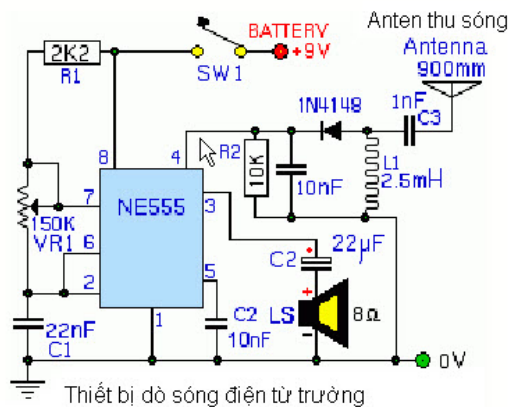 Anten thu sóng
BATTERY
Antenna
900mm
2K2
R1
SW1
+9V
1N4148
1nF
C3
8
4
R2
10K
10nF
L1
2.5mH
7
NE555
3
150K
VR1
6
22µF
C2
2
5
+
LS
8Ω
-
22nF
C1
1
C2
10nF
0V
Thiết bị dò sóng điện từ trường